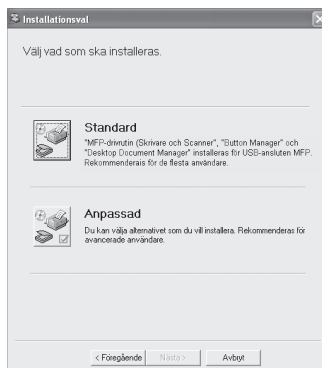 Installationsval
Välj vad som ska installeras.
Standard
"MFP-drivrutin (Skrivare och Scanner", "Button Manager" och
"Desktop Document Manager" installeras för USB-ansluten MFP.
Rekommenderais för de flesta användare.
Anpassad
Du kan välja alternativet som du vill installera. Rekommenderas för
avancerade användare.
< Föregående
Nästa >
Avbryt